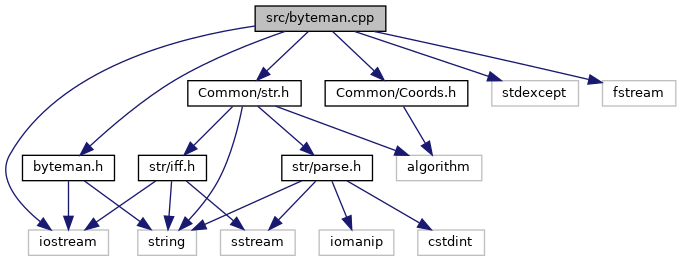 src/byteman.cpp
Common/str.h
Common/Coords.h
stdexcept
fstream
byteman.h
str/iff.h
str/parse.h
algorithm
iostream
string
sstream
iomanip
cstdint